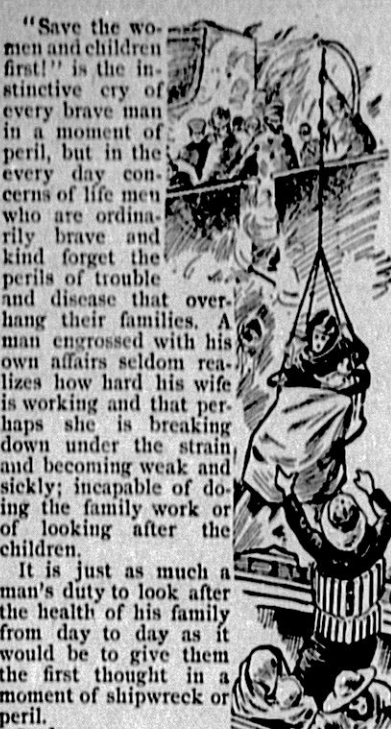 "Save the wo-
men and children
first!" is the in-
stinctive cry of
every brave man
in a moment of
peril, but in the
every day con-
cerns of life men
who are ordina-
rily brave and
kind forget the
perils of trouble
and disease that over-
hang their families. A
man engrossed with his
own affairs seldom rea-
lizes how hard his wife
is working and that per-
haps she is breaking
down under the strain
and becoming weak and
sickly; incapable of do-
ing the family work or
of looking after the
children.
It is just as much a
man's duty to look after
the health of his family
from day to day as it
would be to give them
the first thought in a
moment of shipwreck or
peril.